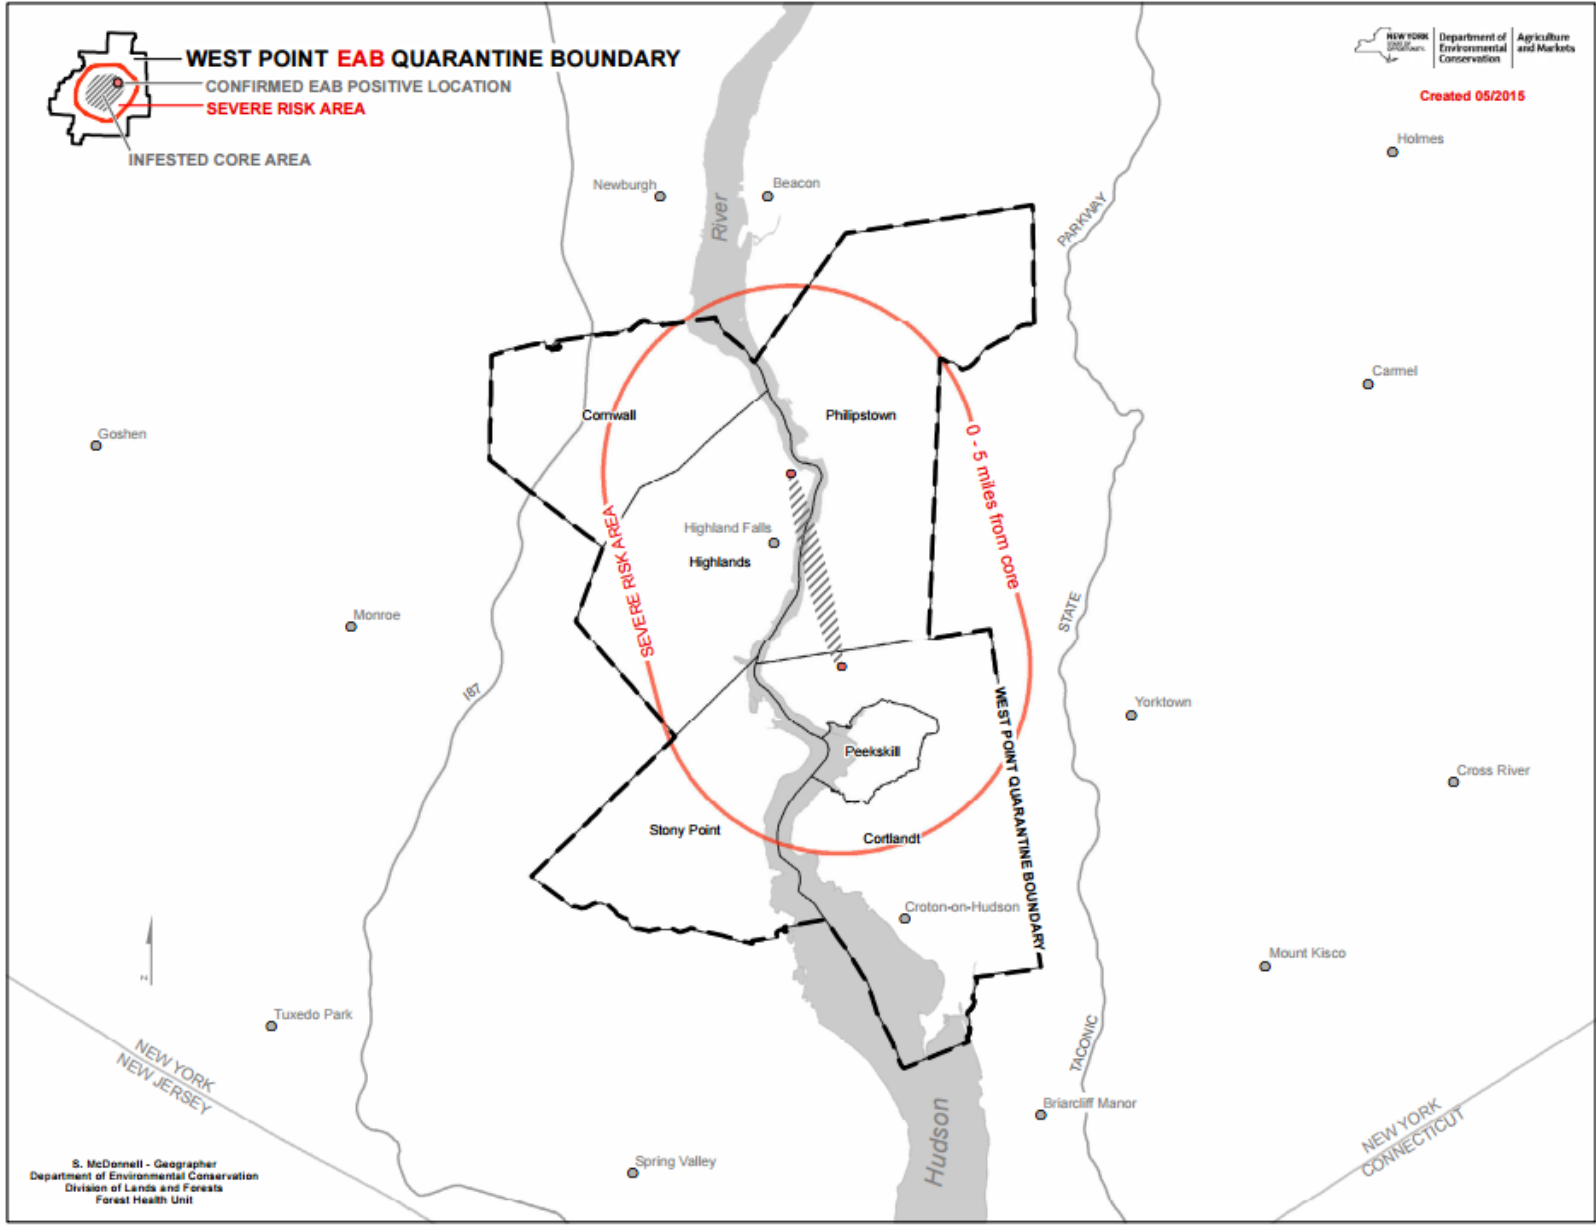 WEST POINT EAB QUARANTINE BOUNDARY
CONFIRMED EAB POSITIVE LOCATION
SEVERE RISK AREA
INFESTED CORE AREA
NEW YORK
STATE OF
OPPORTUNITY.
Department of
Environmental
Conservation
Agriculture
and Markets
Created 05/2015
Holmes
Newburgh
Beacon
River
PARKWAY
Carmel
Cornwall
Philipstown
Goshen
0 - 5 miles from core
SEVERE RISK AREA
Highland Falls
Highlands
Monroe
STATE
I87
WEST POINT QUARANTINE BOUNDARY
Yorktown
Peekskill
Cross River
Stony Point
Cortlandt
Croton-on-Hudson
Mount Kisco
N
Tuxedo Park
NEW YORK
NEW JERSEY
TACONIC
Hudson
Briarcliff Manor
NEW YORK
CONNECTICUT
Spring Valley
S. McDonnell - Geographer
Department of Environmental Conservation
Division of Lands and Forests
Forest Health Unit